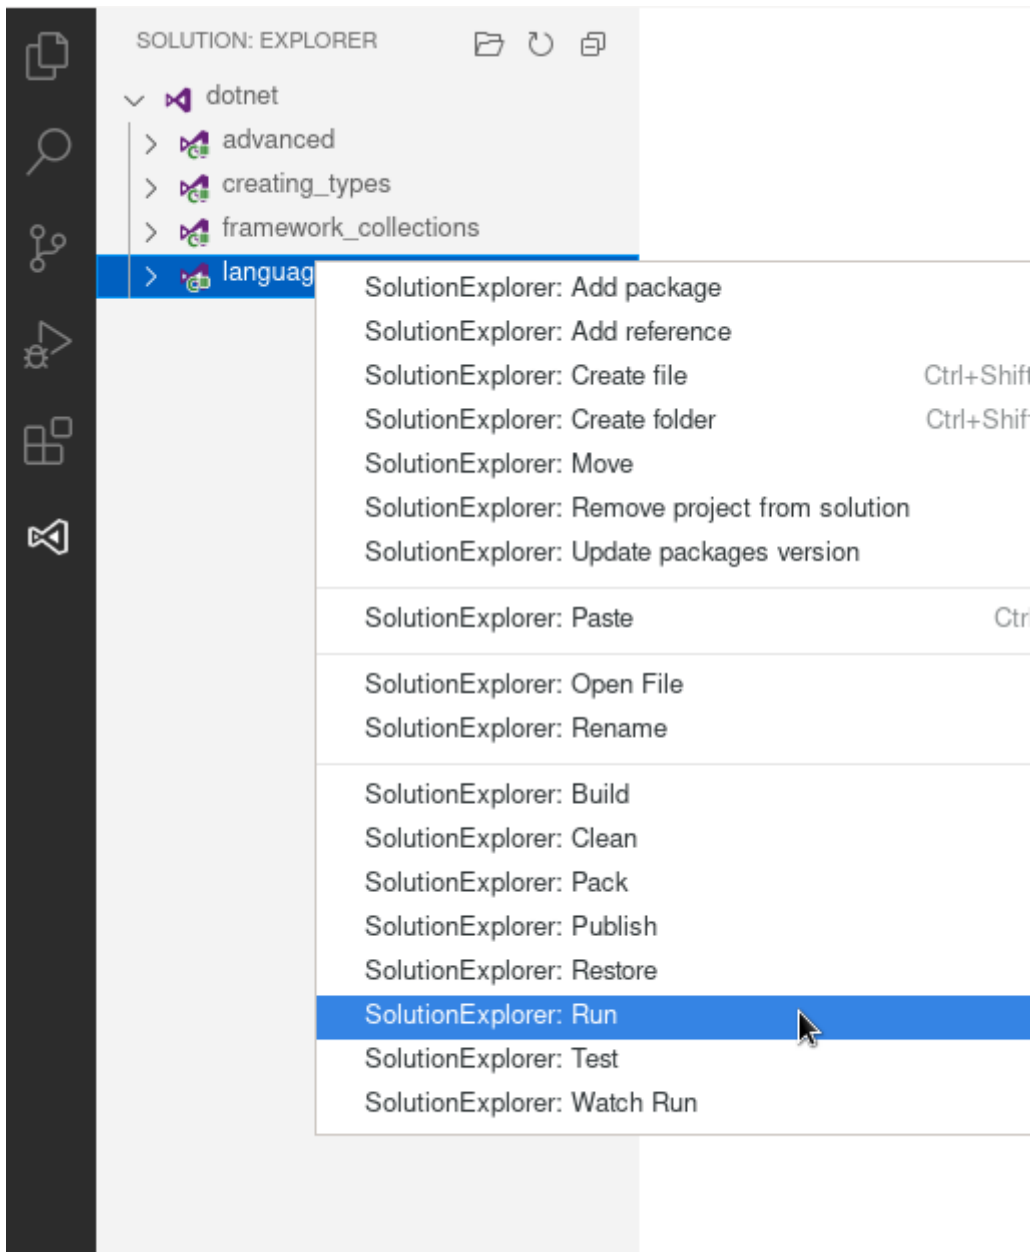 SOLUTION: EXPLORER
dotnet
advanced
creating_types
framework_collections
languag
SolutionExplorer: Add package
SolutionExplorer: Add reference
SolutionExplorer: Create file Ctrl+Shift
SolutionExplorer: Create folder Ctrl+Shif
SolutionExplorer: Move
SolutionExplorer: Remove project from solution
SolutionExplorer: Update packages version
SolutionExplorer: Paste Ctrl
SolutionExplorer: Open File
SolutionExplorer: Rename
SolutionExplorer: Build
SolutionExplorer: Clean
SolutionExplorer: Pack
SolutionExplorer: Publish
SolutionExplorer: Restore
SolutionExplorer: Run
SolutionExplorer: Test
SolutionExplorer: Watch Run